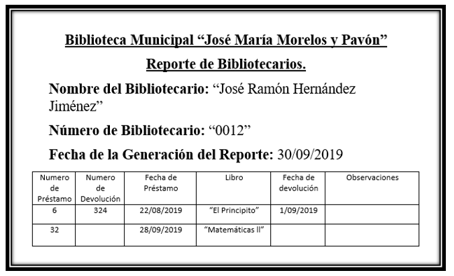 Biblioteca Municipal “José María Morelos y Pavón”
Reporte de Bibliotecarios.
Nombre del Bibliotecario: “José Ramón Hernández
Jiménez”
Número de Bibliotecario: “0012”
Fecha de la Generación del Reporte: 30/09/2019
Numero de Préstamo Numero de Devolución Fecha de Préstamo Libro Fecha de devolución Observaciones
6 324 22/08/2019 “El Principito” 1/09/2019
32 28/09/2019 “Matemáticas ll”